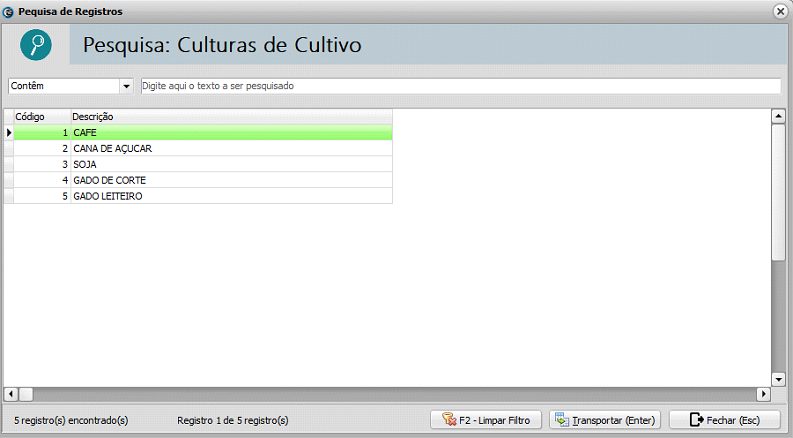 Pequisa de Registros
Pesquisa: Culturas de Cultivo
Contêm Digite aqui o texto a ser pesquisado
Código Descrição
1 CAFE
2 CANA DE AÇUCAR
3 SOJA
4 GADO DE CORTE
5 GADO LEITEIRO
5 registro(s) encontrado(s) Registro 1 de 5 registro(s) F2 - Limpar Filtro Transportar (Enter) Fechar (Esc)